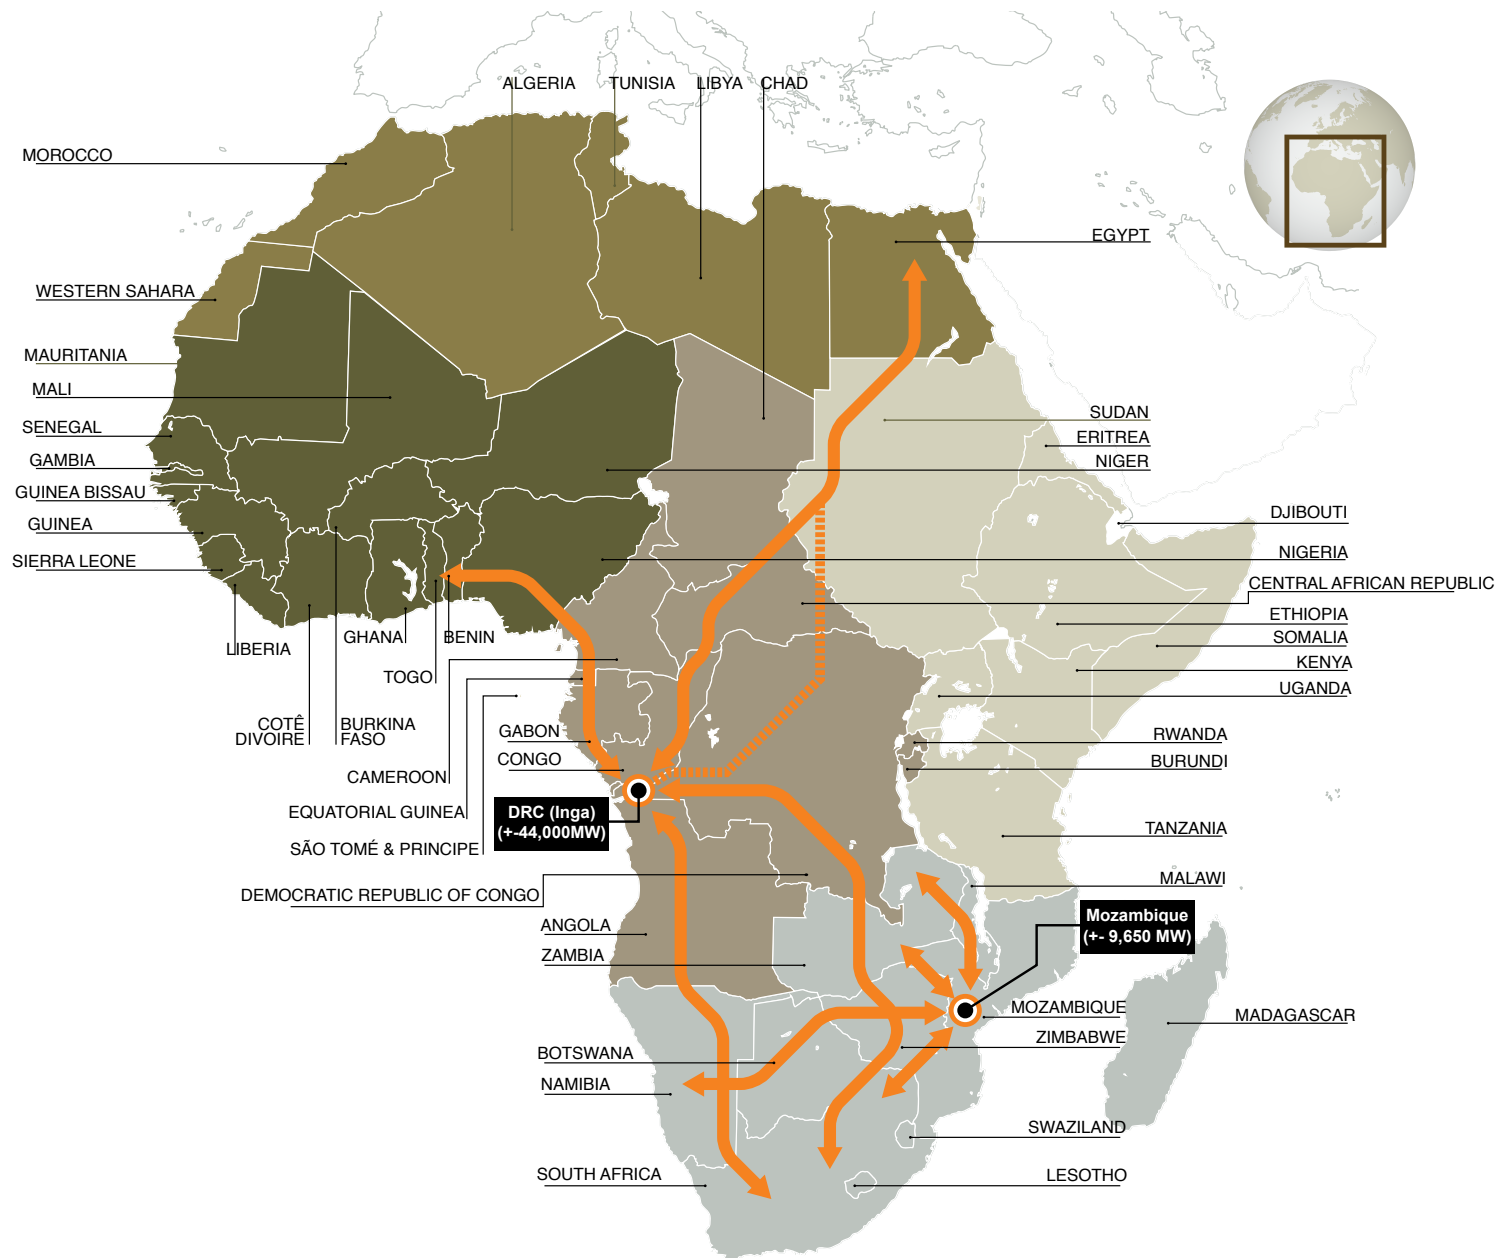 ALGERIA
TUNISIA
LIBYA
CHAD
MOROCCO
EGYPT
WESTERN SAHARA
MAURITANIA
MALI
SUDAN
SENEGAL
ERITREA
GAMBIA
NIGER
GUINEA BISSAU
DJIBOUTI
GUINEA
NIGERIA
SIERRA LEONE
CENTRAL AFRICAN REPUBLIC
ETHIOPIA
GHANA
BENIN
SOMALIA
LIBERIA
KENYA
TOGO
UGANDA
COTÊ
DIVOIRE
BURKINA
FASO
GABON
RWANDA
CONGO
BURUNDI
CAMEROON
EQUATORIAL GUINEA
DRC (Inga)
(+-44,000MW)
TANZANIA
SÃO TOMÉ & PRINCIPE
MALAWI
DEMOCRATIC REPUBLIC OF CONGO
Mozambique
(+- 9,650 MW)
ANGOLA
ZAMBIA
MOZAMBIQUE
MADAGASCAR
ZIMBABWE
BOTSWANA
NAMIBIA
SWAZILAND
SOUTH AFRICA
LESOTHO